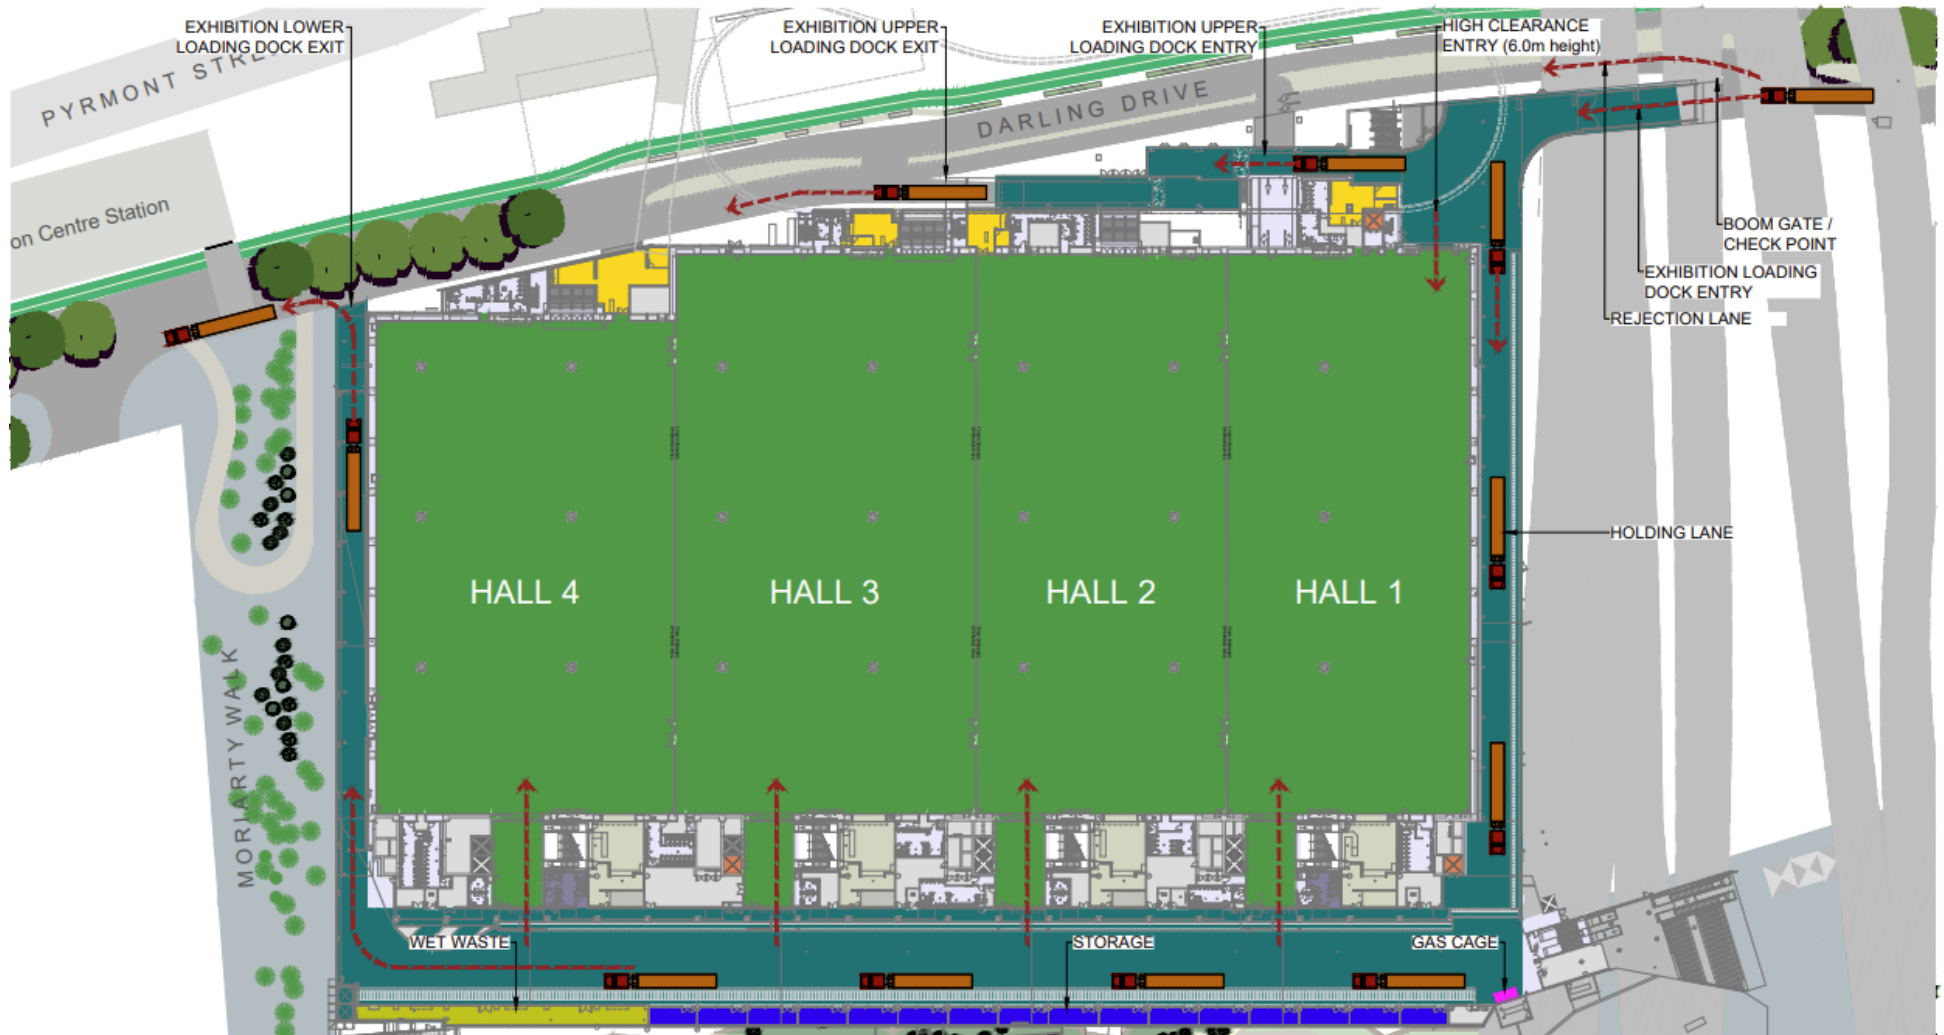 EXHIBITION LOWER
LOADING DOCK EXIT
EXHIBITION UPPER
LOADING DOCK EXIT
EXHIBITION UPPER
LOADING DOCK ENTRY
HIGH CLEARANCE
ENTRY (6.0m height)
PYRMONT STRE
DARLING DRIVE
on Centre Station
BOOM GATE /
CHECK POINT
EXHIBITION LOADING
DOCK ENTRY
REJECTION LANE
HOLDING LANE
HALL 4
HALL 3
HALL 2
HALL 1
MORIARTY WALK
WET WASTE
STORAGE
GAS CAGE